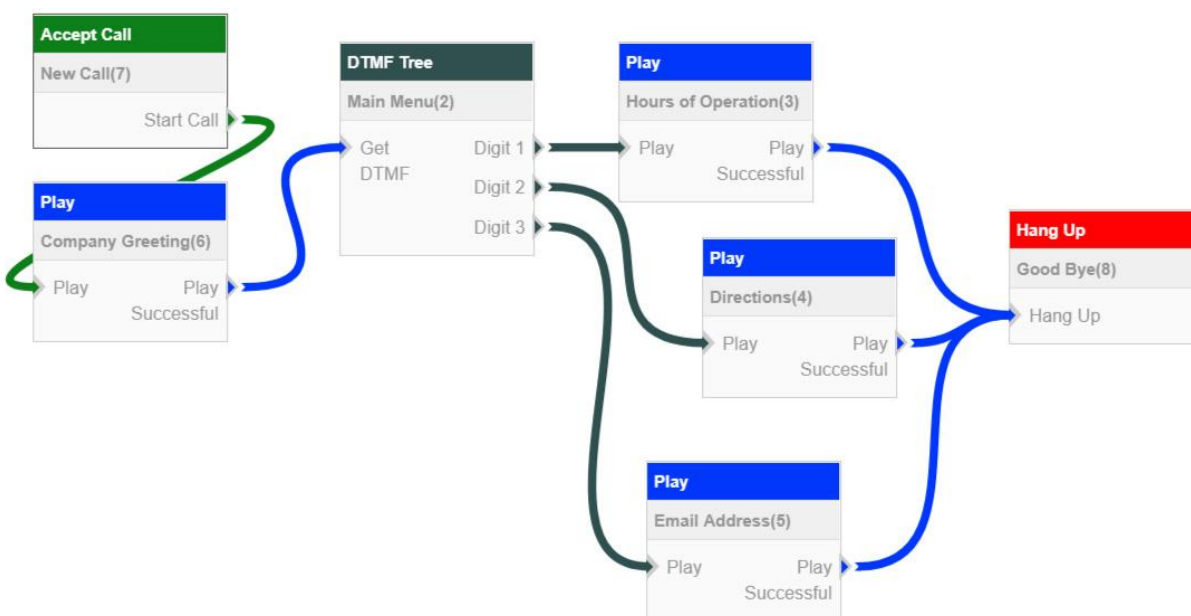 Accept Call
New Call(7)
Start Call
Play
Company Greeting(6)
Play
Play
Successful
DTMF Tree
Main Menu(2)
Get
DTMF
Digit 1
Digit 2
Digit 3
Play
Hours of Operation(3)
Play
Play
Successful
Play
Directions(4)
Play
Play
Successful
Play
Email Address(5)
Play
Play
Successful
Hang Up
Good Bye(8)
Hang Up